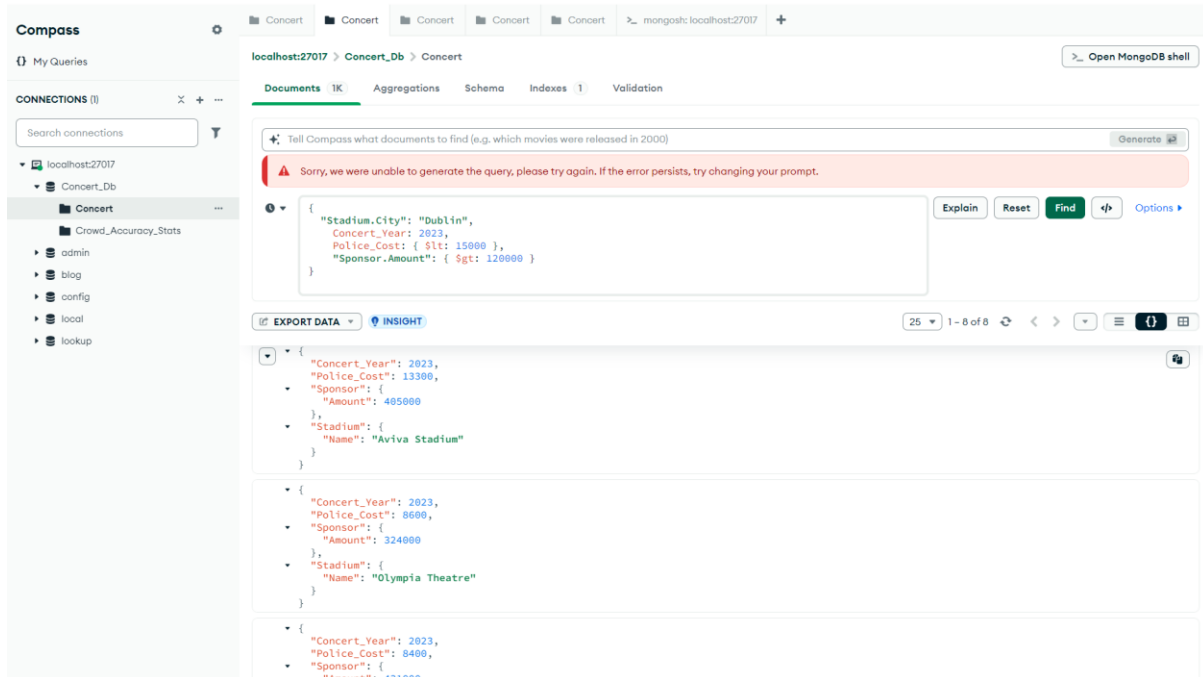 Compass
{} My Queries
CONNECTIONS (1)
Search connections
localhost:27017
Concert_Db
Concert
Crowd_Accuracy_Stats
admin
blog
config
local
lookup
Concert
Concert
Concert
Concert
Concert
>_ mongosh: localhost:27017
localhost:27017 > Concert_Db > Concert
>_ Open MongoDB shell
Documents 1K
Aggregations
Schema
Indexes 1
Validation
Tell Compass what documents to find (e.g. which movies were released in 2000)
Generate
Sorry, we were unable to generate the query, please try again. If the error persists, try changing your prompt.
{
"Stadium.City": "Dublin",
Concert_Year: 2023,
Police_Cost: { $lt: 15000 },
"Sponsor.Amount": { $gt: 120000 }
}
Explain
Reset
Find
</>
Options
EXPORT DATA
INSIGHT
25
1 – 8 of 8
{}
{
"Concert_Year": 2023,
"Police_Cost": 13300,
"Sponsor": {
"Amount": 405000
},
"Stadium": {
"Name": "Aviva Stadium"
}
}
{
"Concert_Year": 2023,
"Police_Cost": 8600,
"Sponsor": {
"Amount": 324000
},
"Stadium": {
"Name": "Olympia Theatre"
}
}
{
"Concert_Year": 2023,
"Police_Cost": 8400,
"Sponsor": {